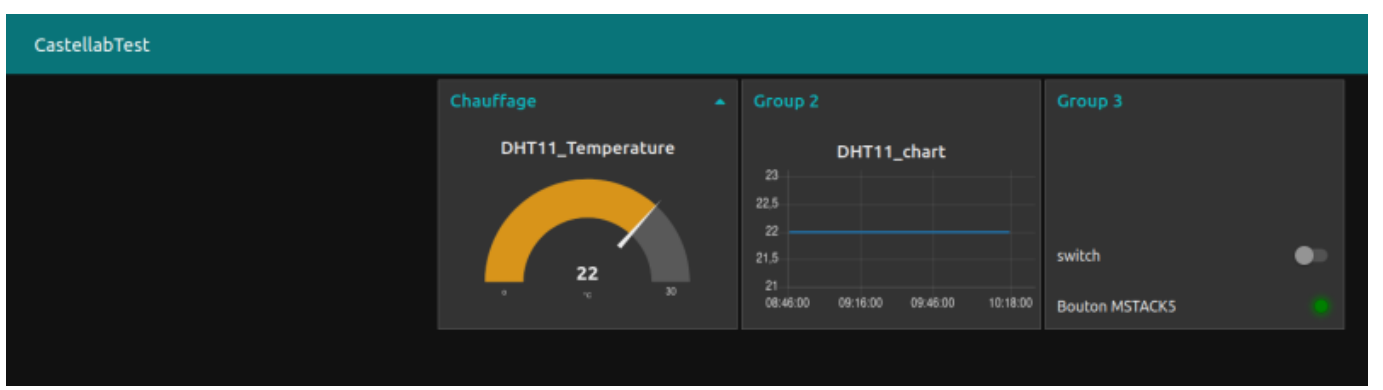 CastellabTest
Chauffage
DHT11_Temperature
22
°C
0
30
Group 2
DHT11_chart
23
22,5
22
21,5
21
08:46:00 09:16:00 09:46:00 10:18:00
Group 3
switch
Bouton MSTACK5